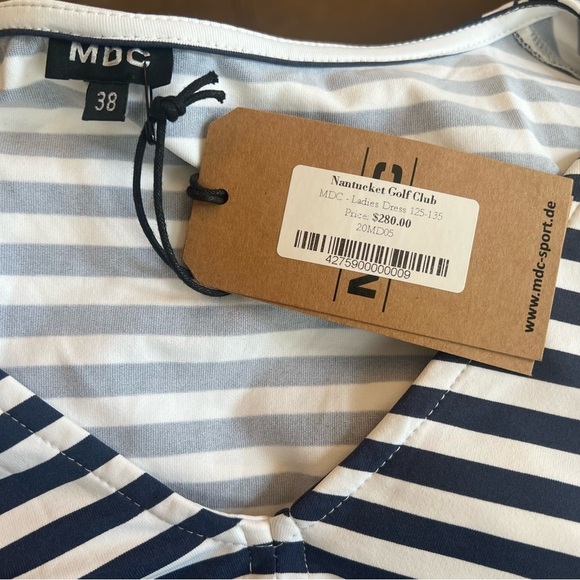 MDC
38
Nantucket Golf Club
MDC - Ladies Dress 125-135
Price: $280.00
20MD05
4275900000009
www.mdc-sport.de